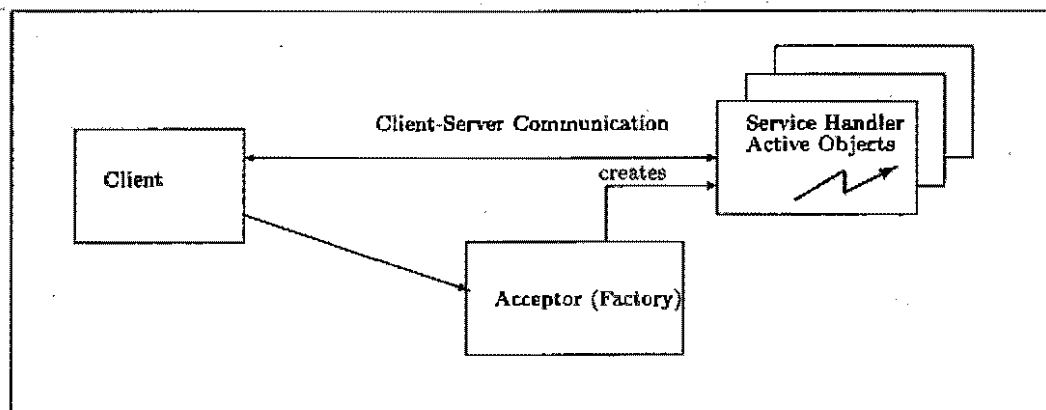 Client-Server Communication
Service Handler
Active Objects
Client
creates
Acceptor (Factory)